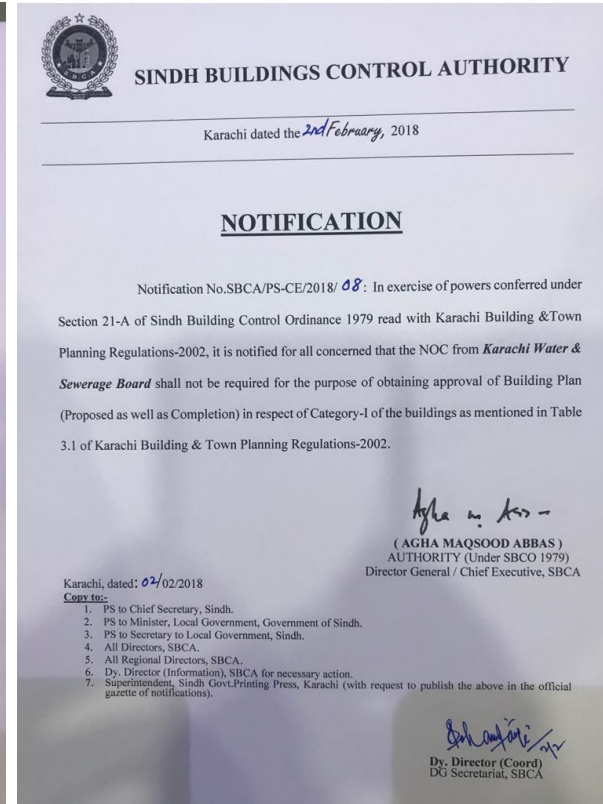 SBCA
SINDH BUILDINGS CONTROL AUTHORITY
Karachi dated the 2nd February, 2018
NOTIFICATION
Notification No.SBCA/PS-CE/2018/ 08: In exercise of powers conferred under
Section 21-A of Sindh Building Control Ordinance 1979 read with Karachi Building &Town
Planning Regulations-2002, it is notified for all concerned that the NOC from Karachi Water &
Sewerage Board shall not be required for the purpose of obtaining approval of Building Plan
(Proposed as well as Completion) in respect of Category-I of the buildings as mentioned in Table
3.1 of Karachi Building & Town Planning Regulations-2002.
( AGHA MAQSOOD ABBAS )
AUTHORITY (Under SBCO 1979)
Director General / Chief Executive, SBCA
Karachi, dated: 02/02/2018
Copy to:-
1. PS to Chief Secretary, Sindh.
2. PS to Minister, Local Government, Government of Sindh.
3. PS to Secretary to Local Government, Sindh.
4. All Directors, SBCA.
5. All Regional Directors, SBCA.
6. Dy. Director (Information), SBCA for necessary action.
7. Superintendent, Sindh Govt.Printing Press, Karachi (with request to publish the above in the official
gazette of notifications).
2/2
Dy. Director (Coord)
DG Secretariat, SBCA